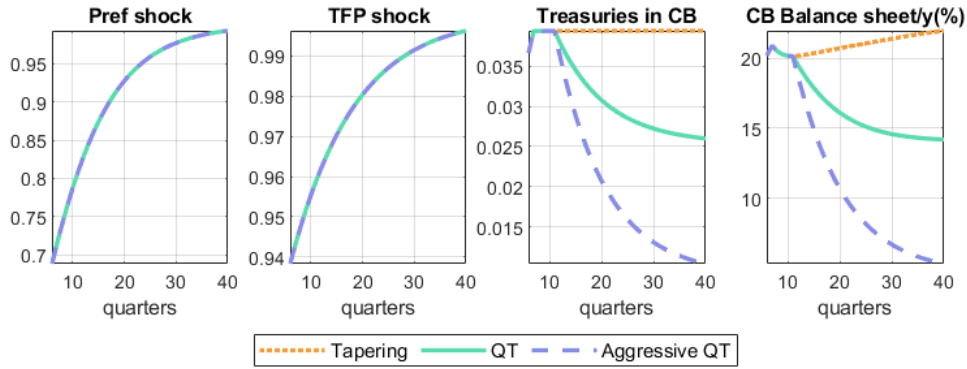 Pref shock
TFP shock
Treasuries in CB
CB Balance sheet/y(%)
0.95
0.9
0.85
0.8
0.75
0.7
10 20 30 40
quarters
0.99
0.98
0.97
0.96
0.95
0.94
10 20 30 40
quarters
0.035
0.03
0.025
0.02
0.015
10 20 30 40
quarters
20
15
10
10 20 30 40
quarters
Tapering QT Aggressive QT